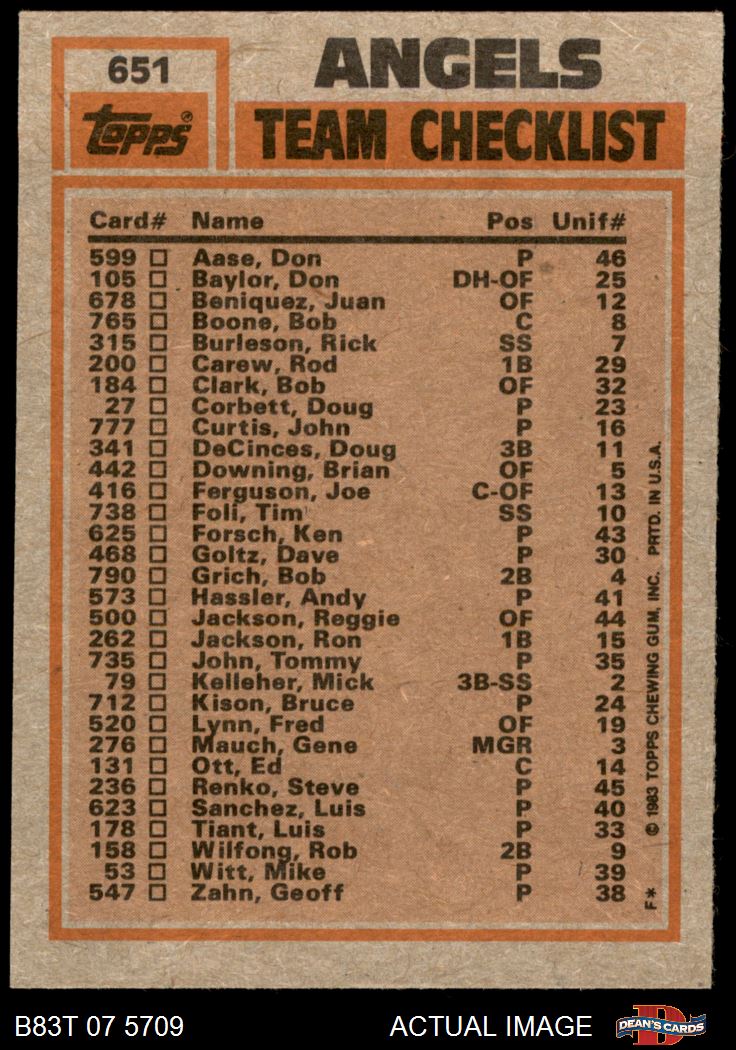 651
ANGELS
Topps®
TEAM CHECKLIST
Card# Name Pos Unif#
599 Aase, Don P 46
105 Baylor, Don DH-OF 25
678 Beniquez, Juan OF 12
765 Boone, Bob C 8
315 Burleson, Rick SS 7
200 Carew, Rod 1B 29
184 Clark, Bob OF 32
27 Corbett, Doug P 23
777 Curtis, John P 16
341 DeCinces, Doug 3B 11
442 Downing, Brian OF 5
416 Ferguson, Joe C-OF 13
738 Foli, Tim SS 10
625 Forsch, Ken P 43
468 Goltz, Dave P 30
790 Grich, Bob 2B 4
573 Hassler, Andy P 41
500 Jackson, Reggie OF 44
262 Jackson, Ron 1B 15
735 John, Tommy P 35
79 Kelleher, Mick 3B-SS 2
712 Kison, Bruce P 24
520 Lynn, Fred OF 19
276 Mauch, Gene MGR 3
131 Ott, Ed C 14
236 Renko, Steve P 45
623 Sanchez, Luis P 40
178 Tiant, Luis P 33
158 Wilfong, Rob 2B 9
53 Witt, Mike P 39
547 Zahn, Geoff P 38
F* © 1983 TOPPS CHEWING GUM, INC. PRTD. IN U.S.A.
B83T 07 5709
ACTUAL IMAGE
D
DEAN'S CARDS